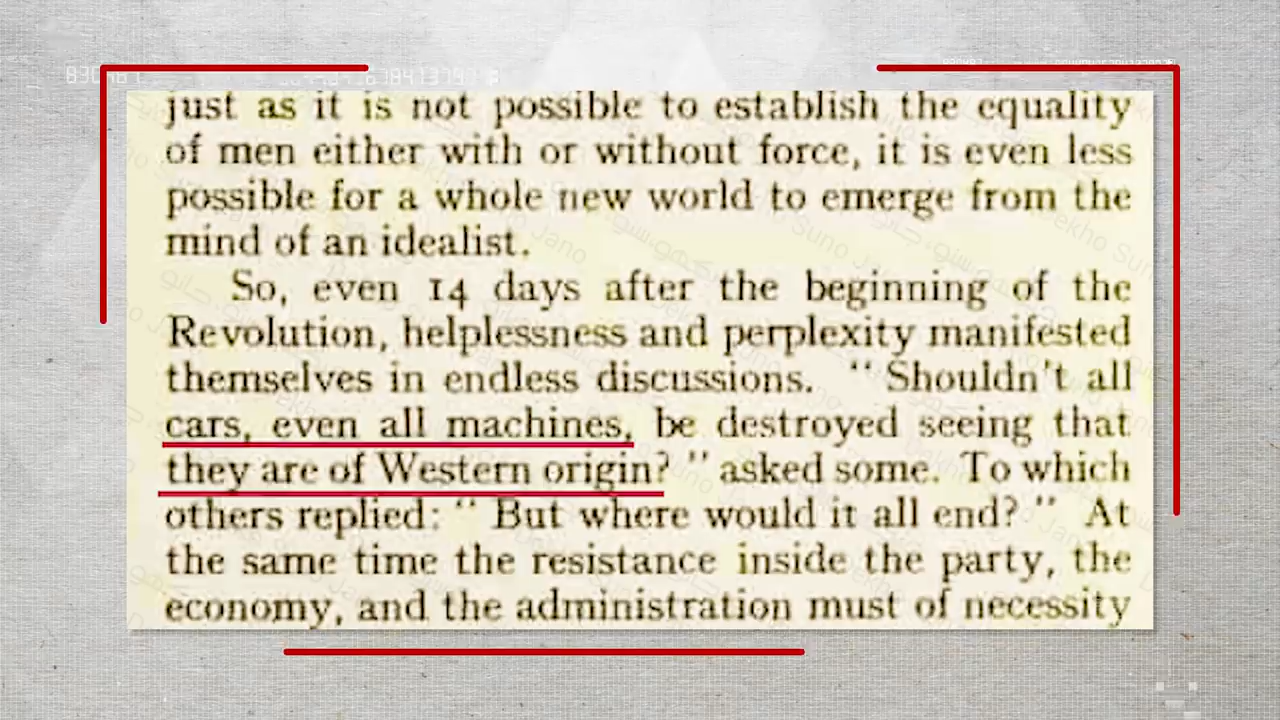 just as it is not possible to establish the equality
of men either with or without force, it is even less
possible for a whole new world to emerge from the
mind of an idealist.
So, even 14 days after the beginning of the
Revolution, helplessness and perplexity manifested
themselves in endless discussions. “ Shouldn't all
cars, even all machines, be destroyed seeing that
they are of Western origin? ” asked some. To which
others replied: “ But where would it all end? ” At
the same time the resistance inside the party, the
economy, and the administration must of necessity